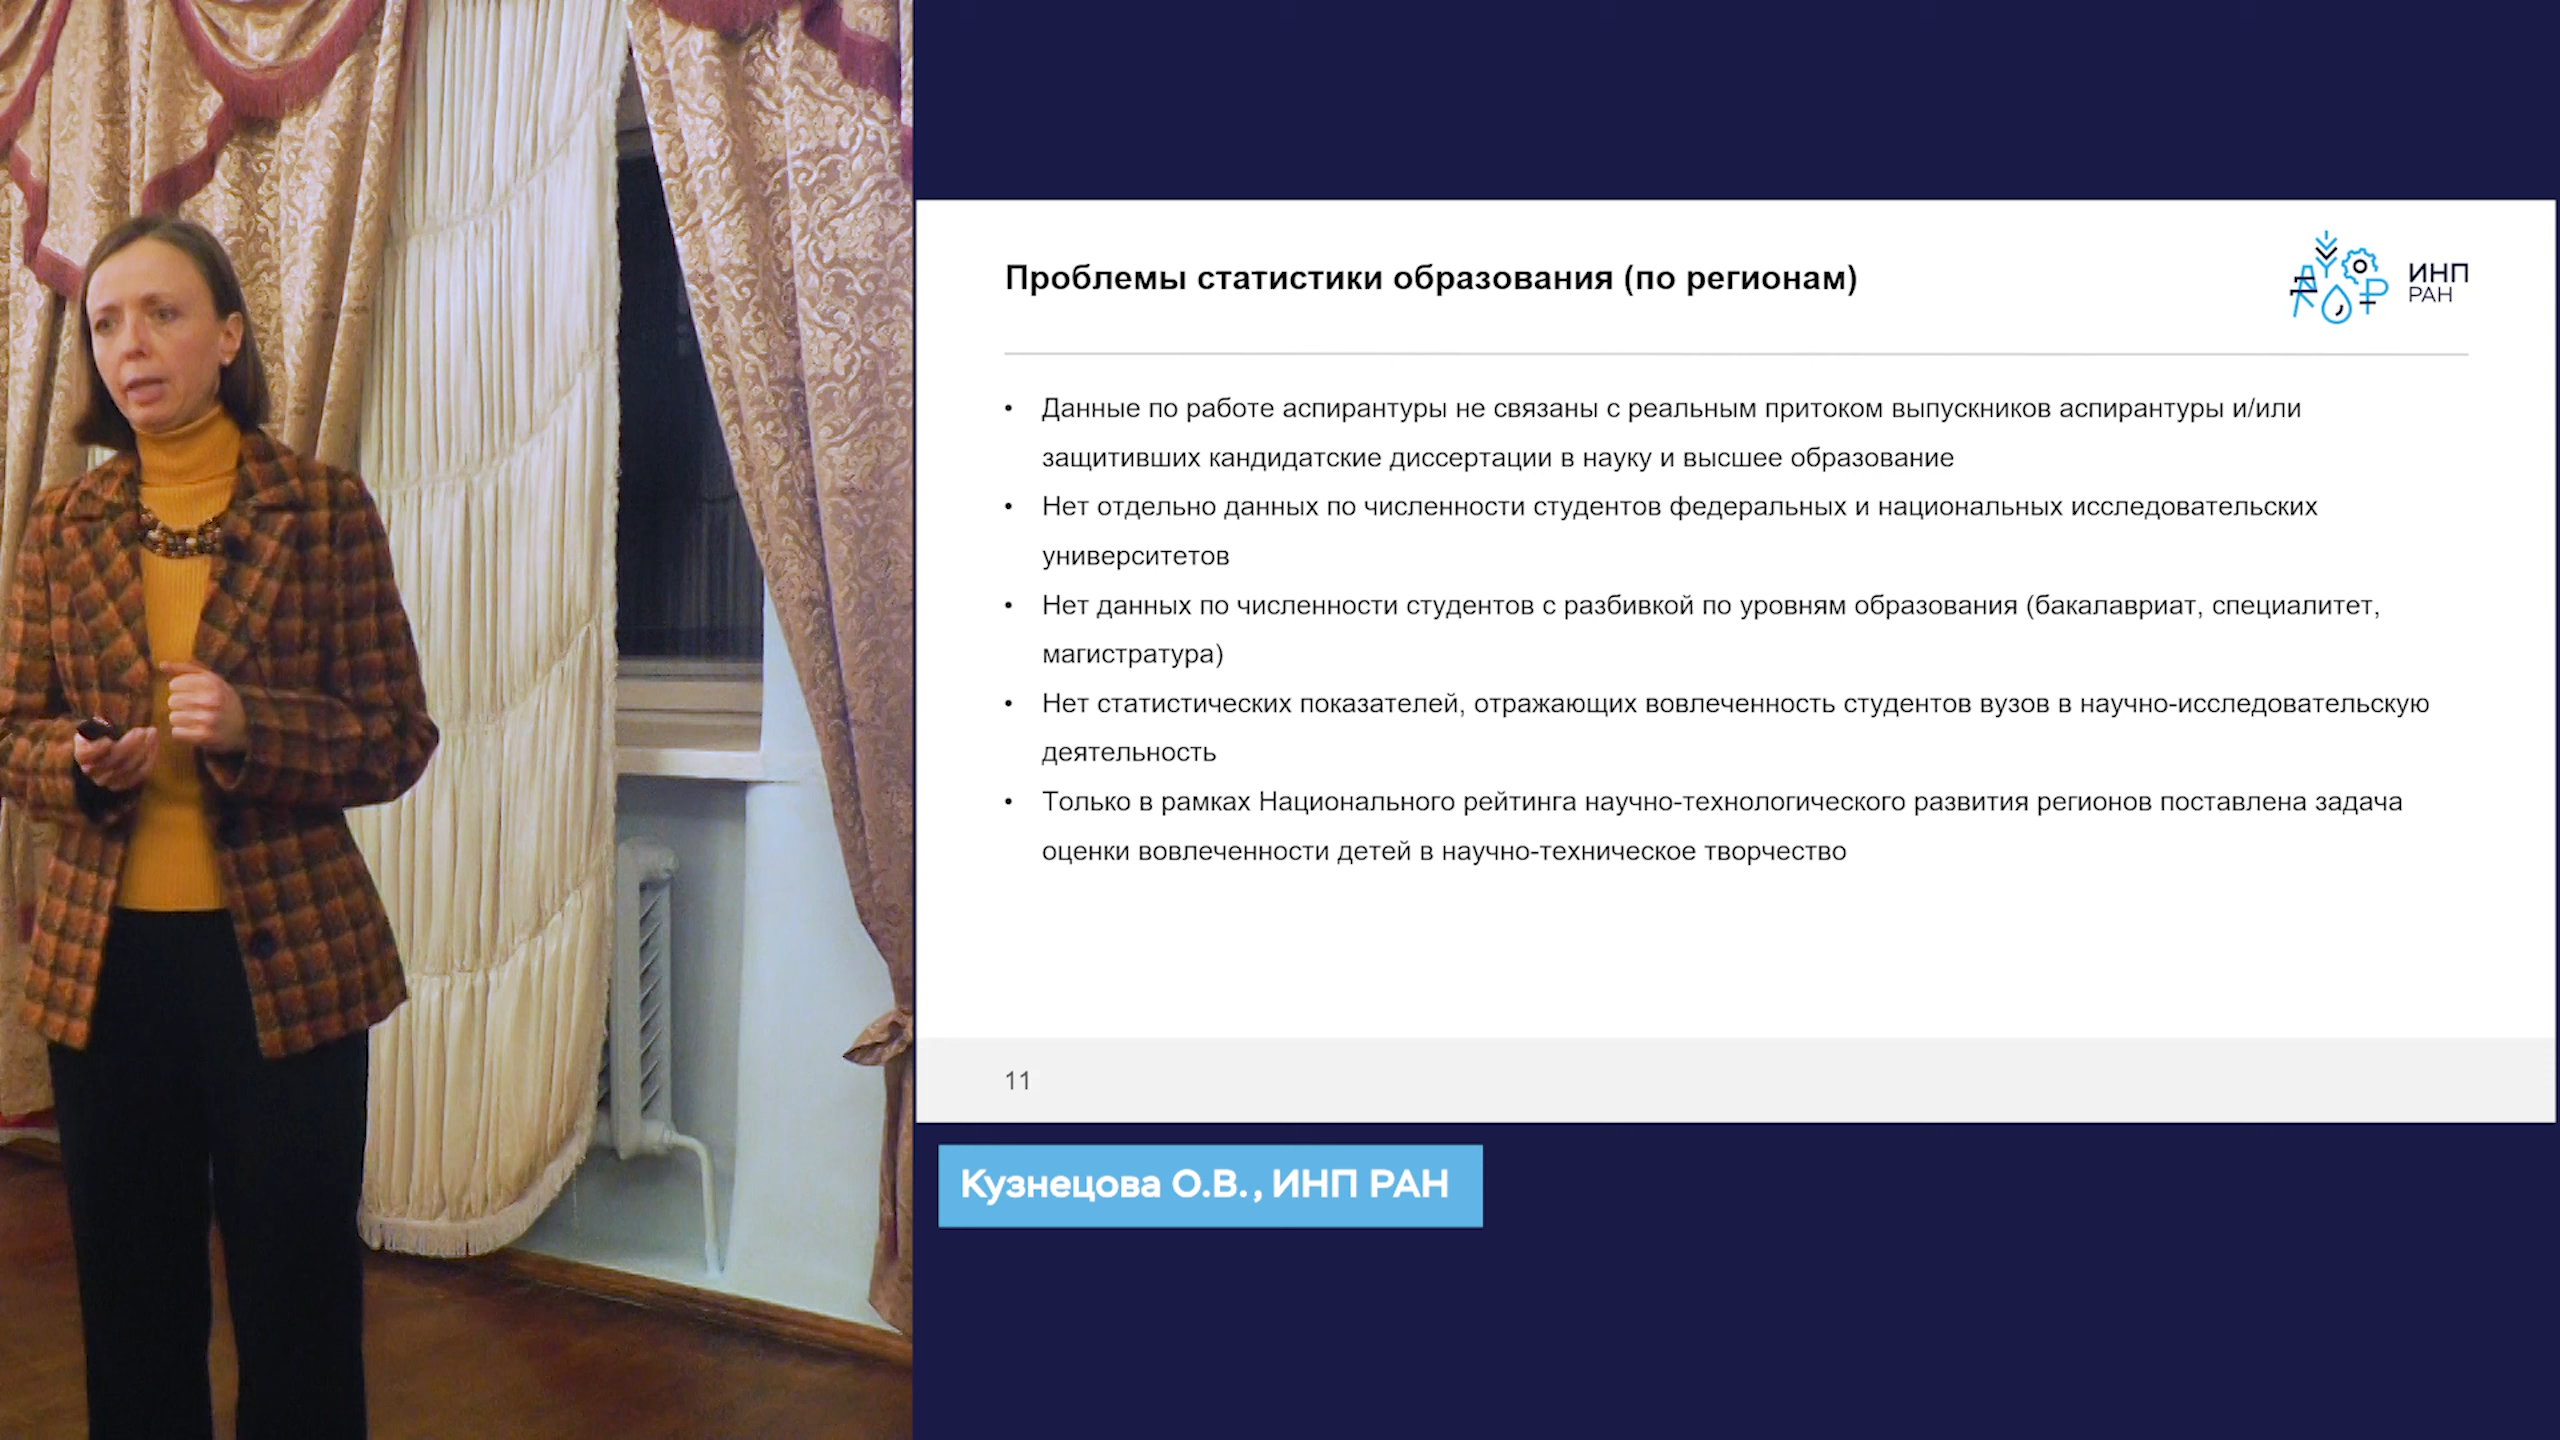 Проблемы статистики образования (по регионам)
ИНП
РАН
• Данные по работе аспирантуры не связаны с реальным притоком выпускников аспирантуры и/или
защитивших кандидатские диссертации в науку и высшее образование
• Нет отдельно данных по численности студентов федеральных и национальных исследовательских
университетов
• Нет данных по численности студентов с разбивкой по уровням образования (бакалавриат, специалитет,
магистратура)
• Нет статистических показателей, отражающих вовлеченность студентов вузов в научно-исследовательскую
деятельность
• Только в рамках Национального рейтинга научно-технологического развития регионов поставлена задача
оценки вовлеченности детей в научно-техническое творчество
11
Кузнецова О.В., ИНП РАН